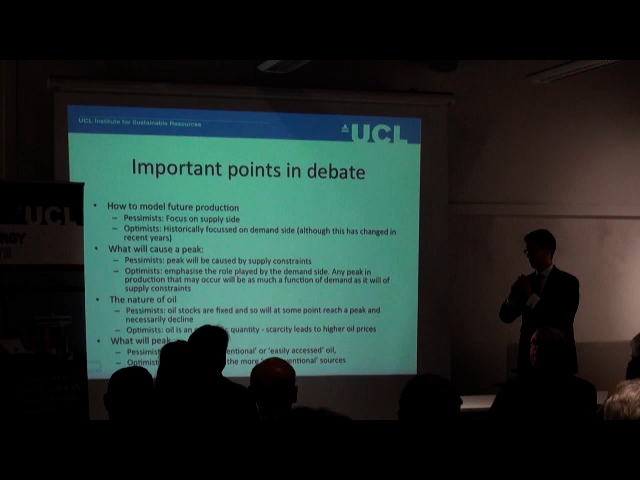 UCL Institute for Sustainable Resources
UCL
Important points in debate
• How to model future production
– Pessimists: Focus on supply side
– Optimists: Historically focussed on demand side (although this has changed in
recent years)
• What will cause a peak:
– Pessimists: peak will be caused by supply constraints
– Optimists: emphasise the role played by the demand side. Any peak in
production that may occur will be as much a function of demand as it will of
supply constraints
• The nature of oil
– Pessimists: oil stocks are fixed and so will at some point reach a peak and
necessarily decline
– Optimists: oil is an quantity - scarcity leads to higher oil prices
• What will peak
– or 'easily accessed' oil,
– the more sources
UCL